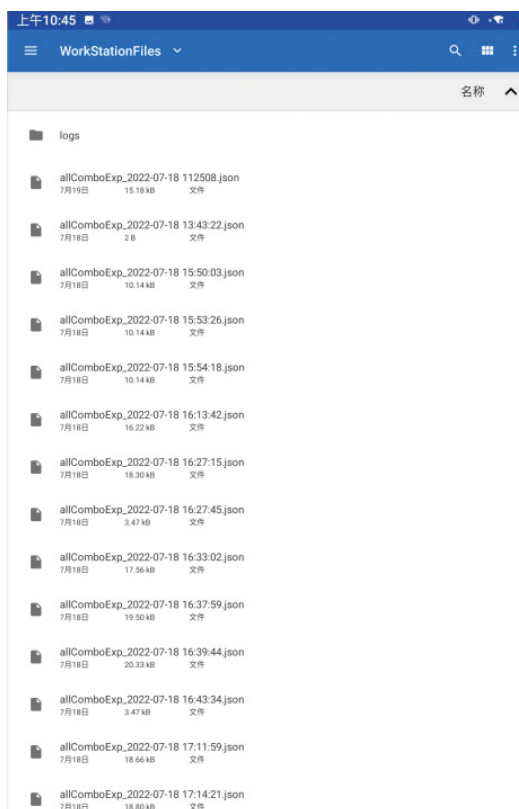 上午10:45
WorkStationFiles
名称
logs
allComboExp_2022-07-18 112508.json
7月19日 15.18 kB 文件
allComboExp_2022-07-18 13:43:22.json
7月18日 2 B 文件
allComboExp_2022-07-18 15:50:03.json
7月18日 10.14 kB 文件
allComboExp_2022-07-18 15:53:26.json
7月18日 10.14 kB 文件
allComboExp_2022-07-18 15:54:18.json
7月18日 10.14 kB 文件
allComboExp_2022-07-18 16:13:42.json
7月18日 16.22 kB 文件
allComboExp_2022-07-18 16:27:15.json
7月18日 18.30 kB 文件
allComboExp_2022-07-18 16:27:45.json
7月18日 3.47 kB 文件
allComboExp_2022-07-18 16:33:02.json
7月18日 17.56 kB 文件
allComboExp_2022-07-18 16:37:59.json
7月18日 19.50 kB 文件
allComboExp_2022-07-18 16:39:44.json
7月18日 20.33 kB 文件
allComboExp_2022-07-18 16:43:34.json
7月18日 3.47 kB 文件
allComboExp_2022-07-18 17:11:59.json
7月18日 18.66 kB 文件
allComboExp_2022-07-18 17:14:21.json
7月18日 18.80 kB 文件